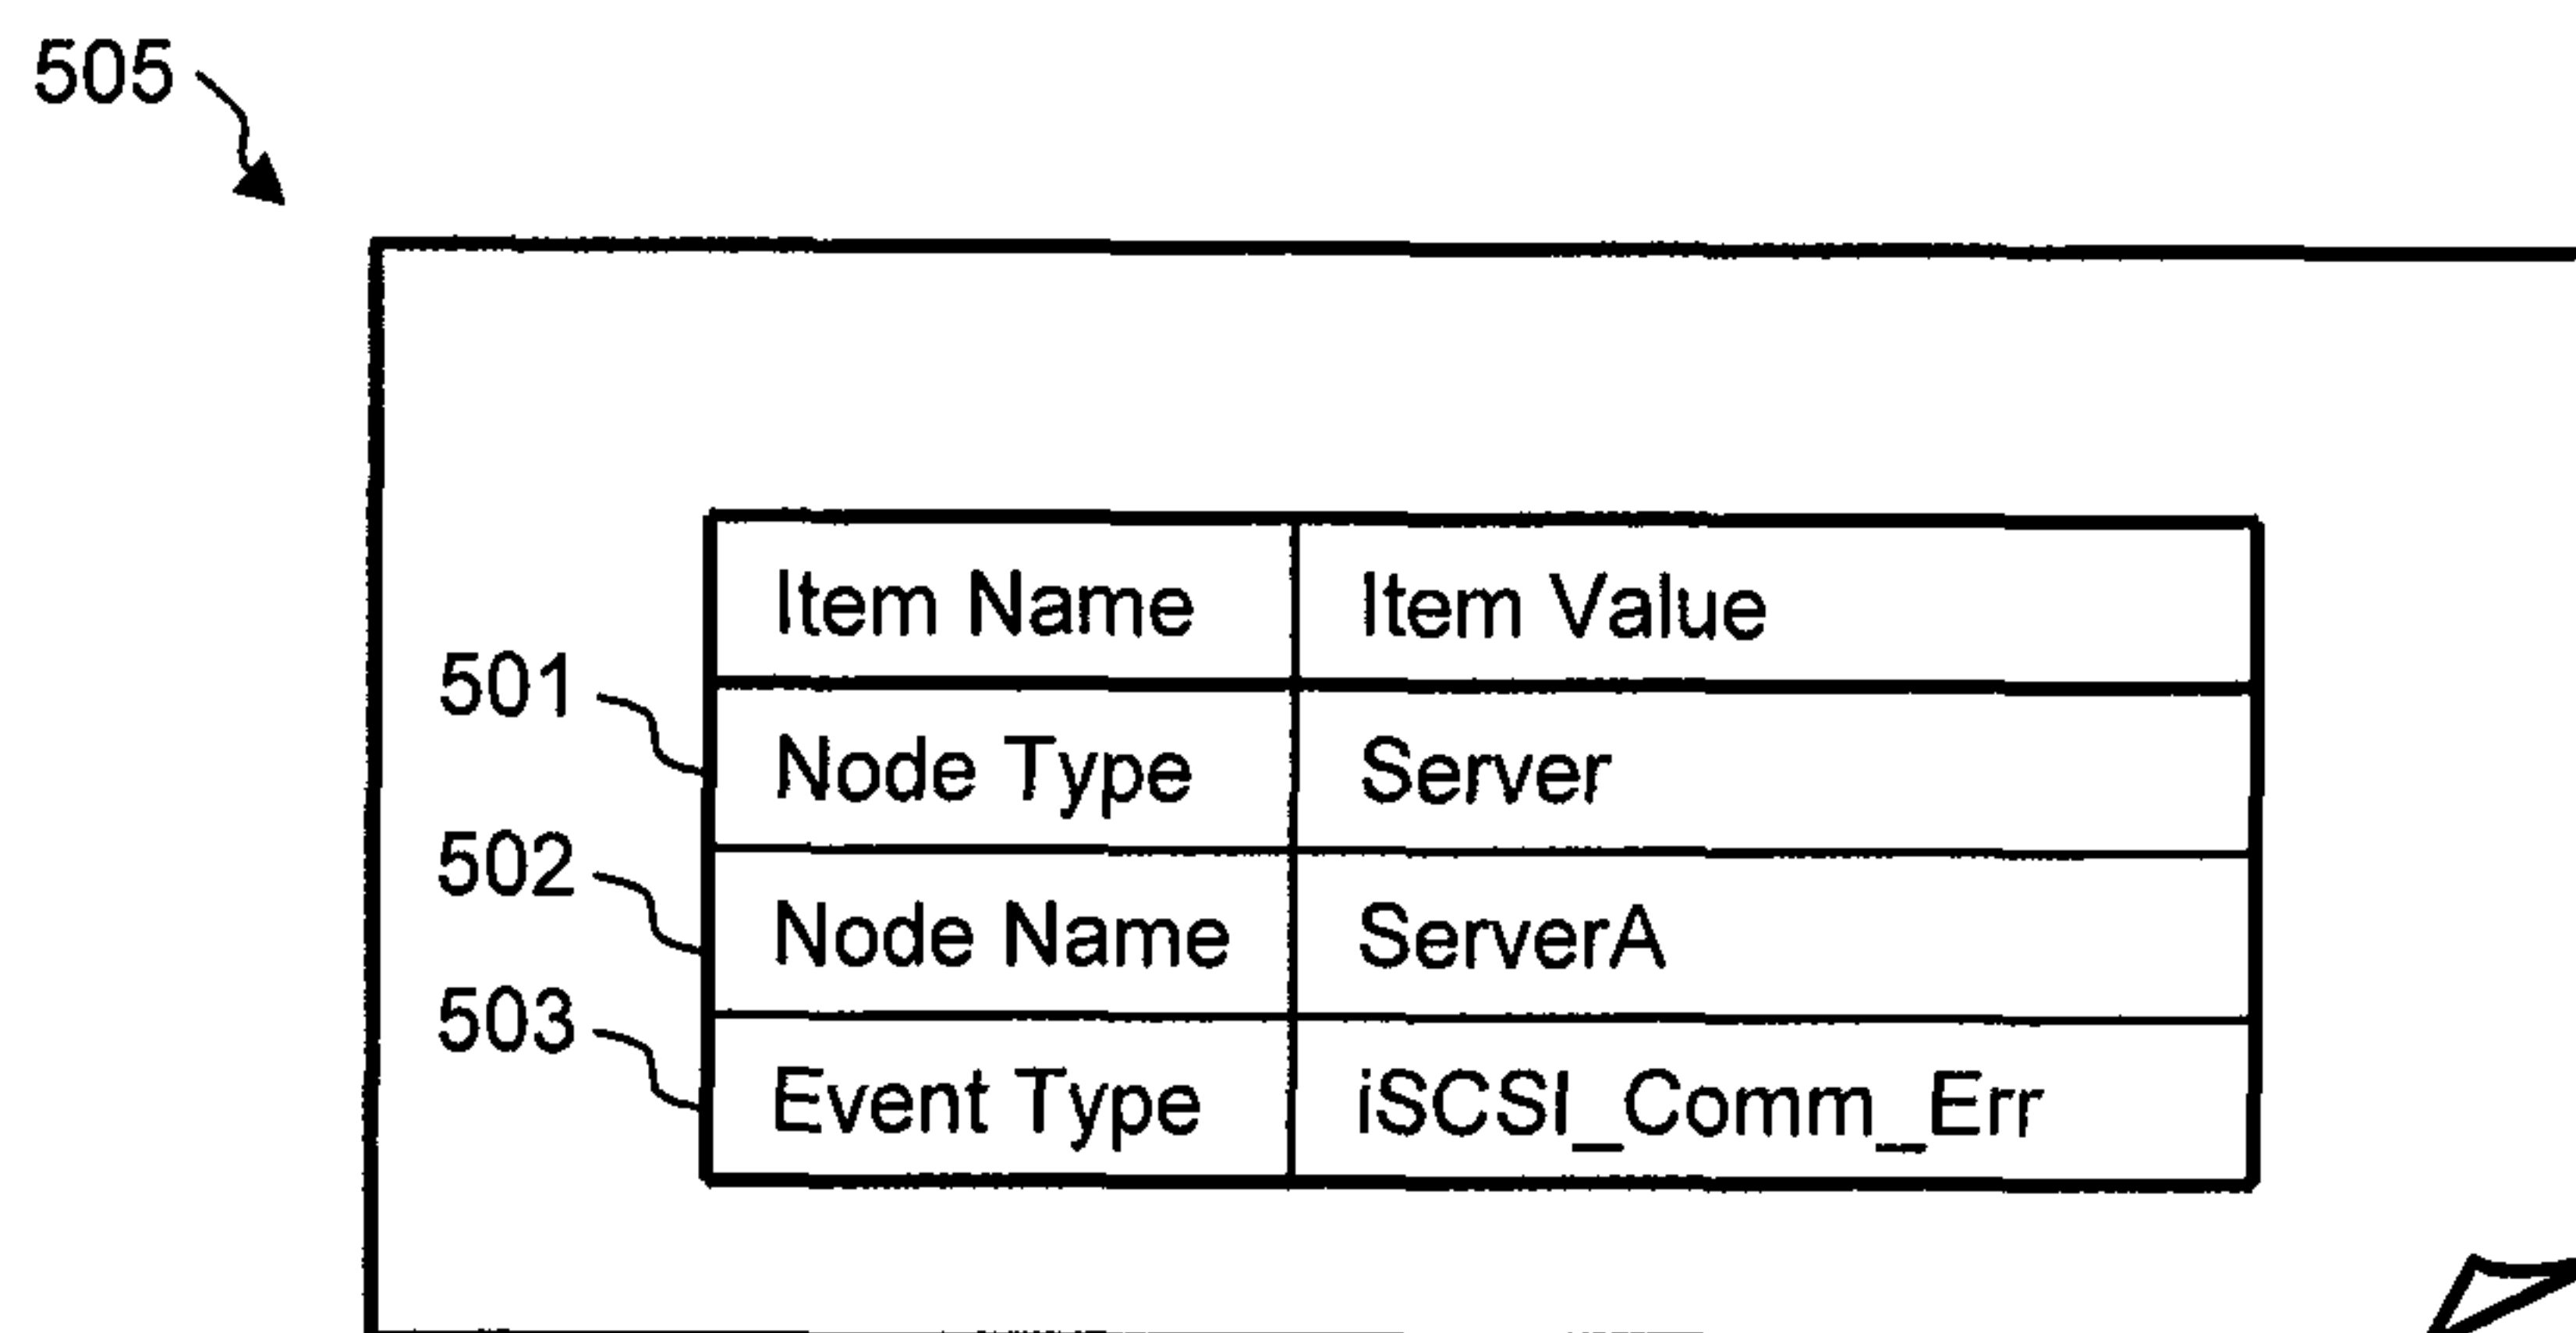 505
Item Name Item Value
501 Node Type Server
502 Node Name ServerA
503 Event Type iSCSI_Comm_Err